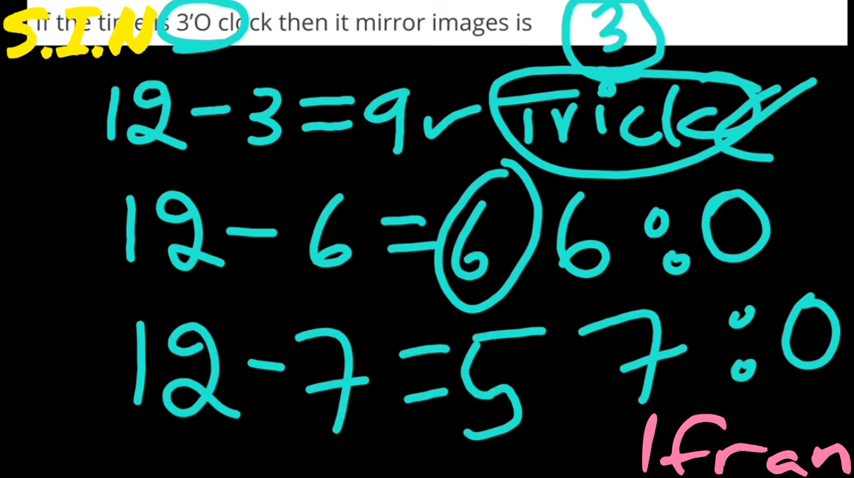 S.I.N If the time is 3'O clock then it mirror images is
3
12-3=9 Trick
12-6=6 6:0
12-7=5 7:0
Ifran